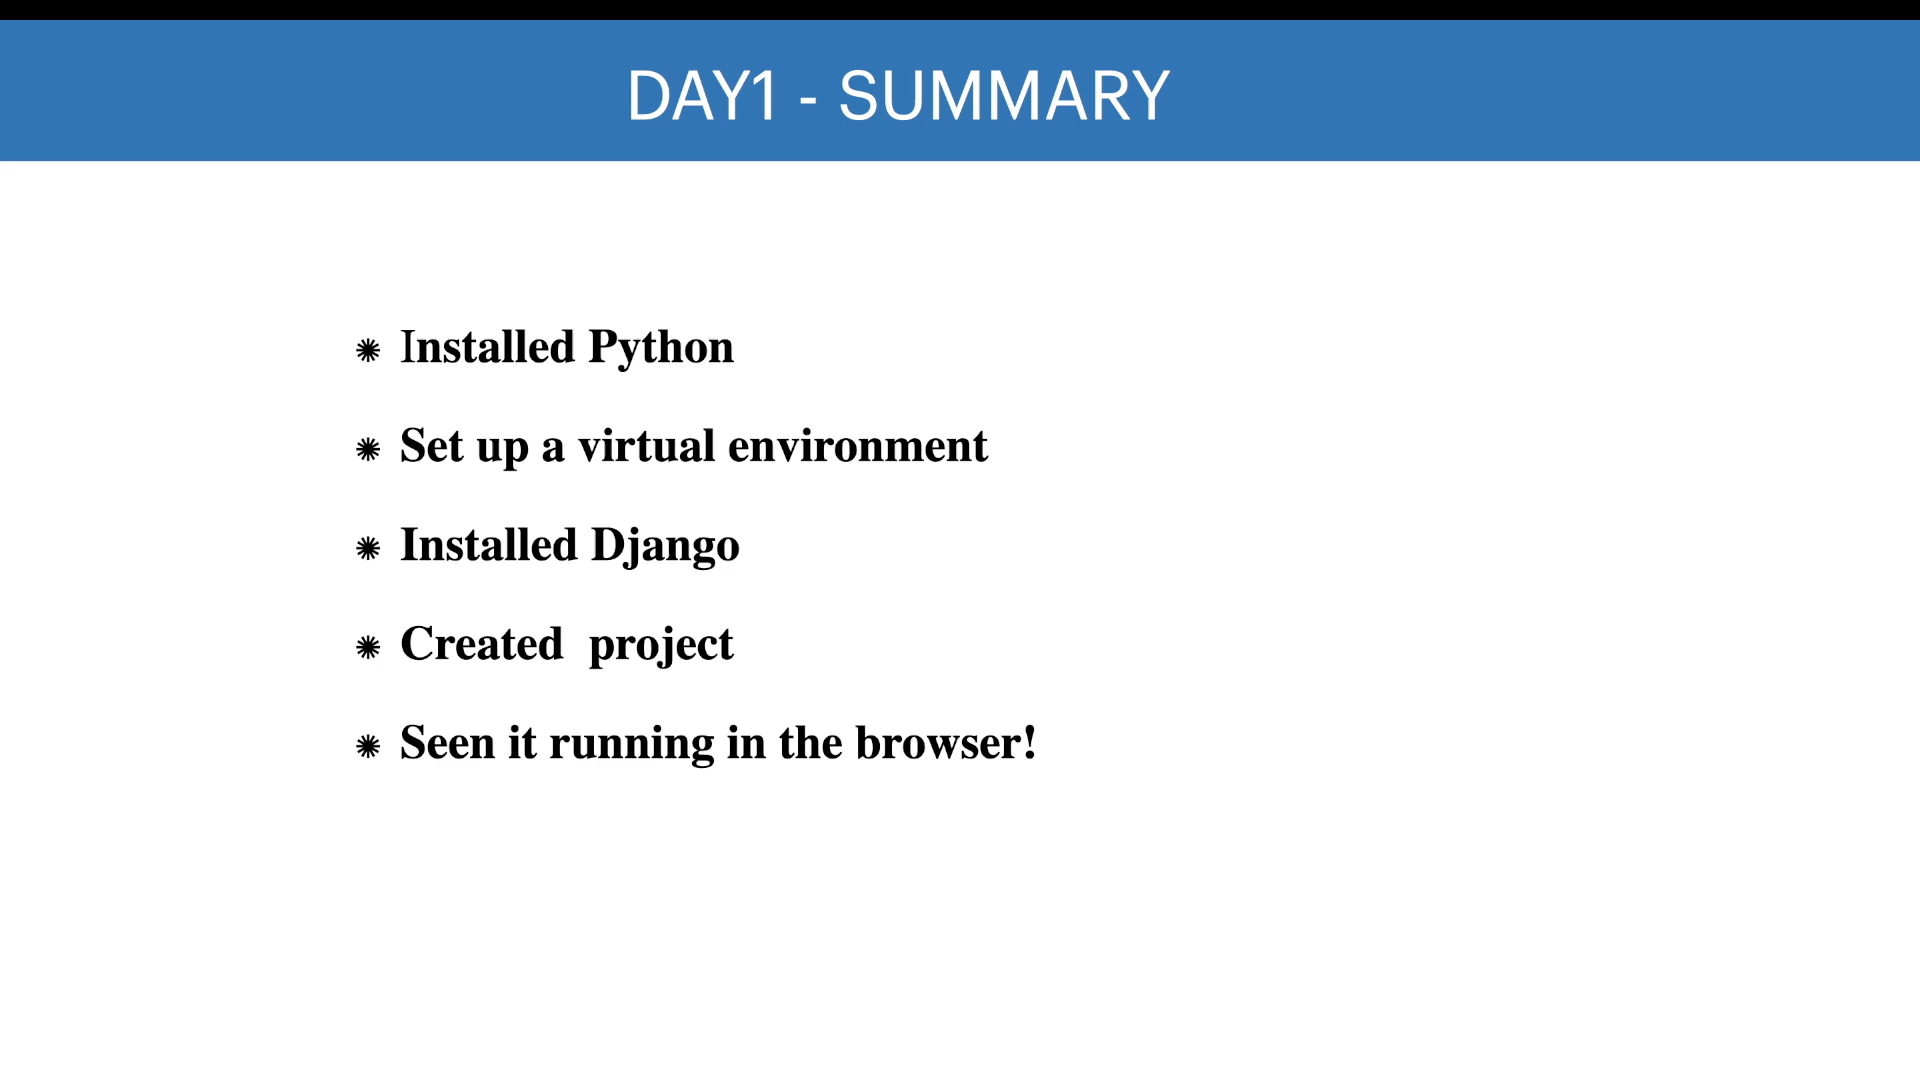 DAY1 - SUMMARY
Installed Python
Set up a virtual environment
Installed Django
Created  project
Seen it running in the browser!